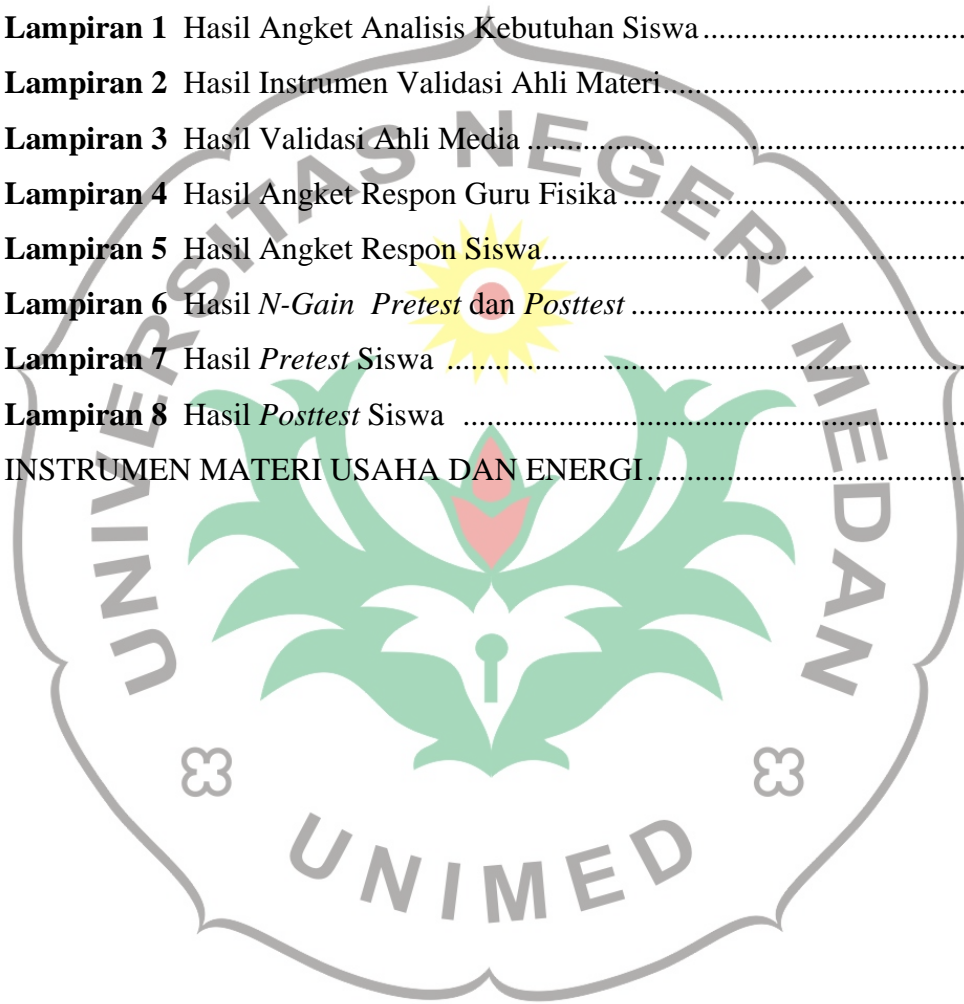 Lampiran 1 Hasil Angket Analisis Kebutuhan Siswa ................................
Lampiran 2 Hasil Instrumen Validasi Ahli Materi.....................................
Lampiran 3 Hasil Validasi Ahli Media ......................................................
Lampiran 4 Hasil Angket Respon Guru Fisika ..........................................
Lampiran 5 Hasil Angket Respon Siswa....................................................
Lampiran 6 Hasil N-Gain Pretest dan Posttest .........................................
Lampiran 7 Hasil Pretest Siswa ................................................................
Lampiran 8 Hasil Posttest Siswa ..............................................................
INSTRUMEN MATERI USAHA DAN ENERGI.......................................
UNIVERSITAS NEGERI MEDAN
UNIMED